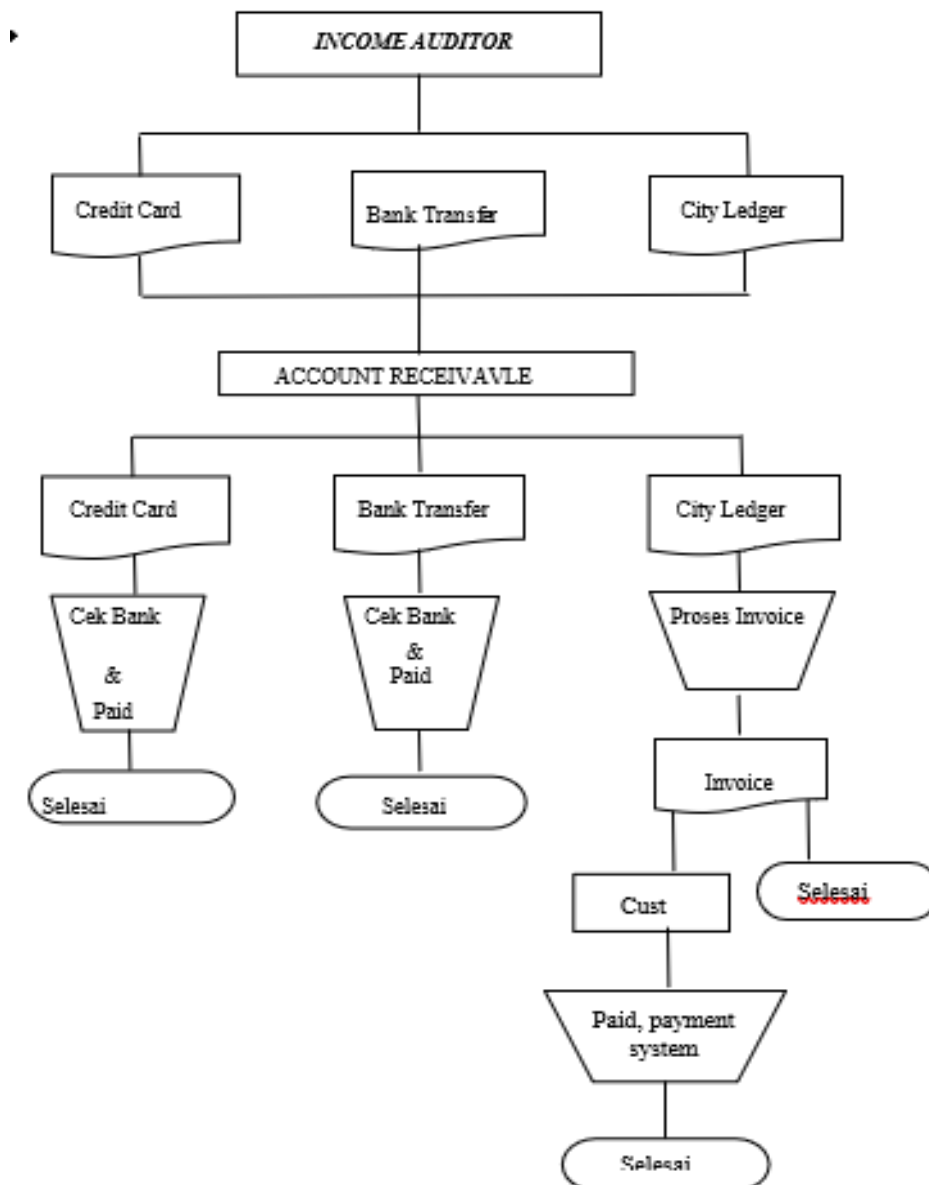 INCOME AUDITOR
Credit Card
Bank Transfer
City Ledger
ACCOUNT RECEIVAVLE
Credit Card
Bank Transfer
City Ledger
Cek Bank
&
Paid
Cek Bank
&
Paid
Proses Invoice
Selesai
Selesai
Invoice
Cust
Selesai
Paid, payment
system
Selesai